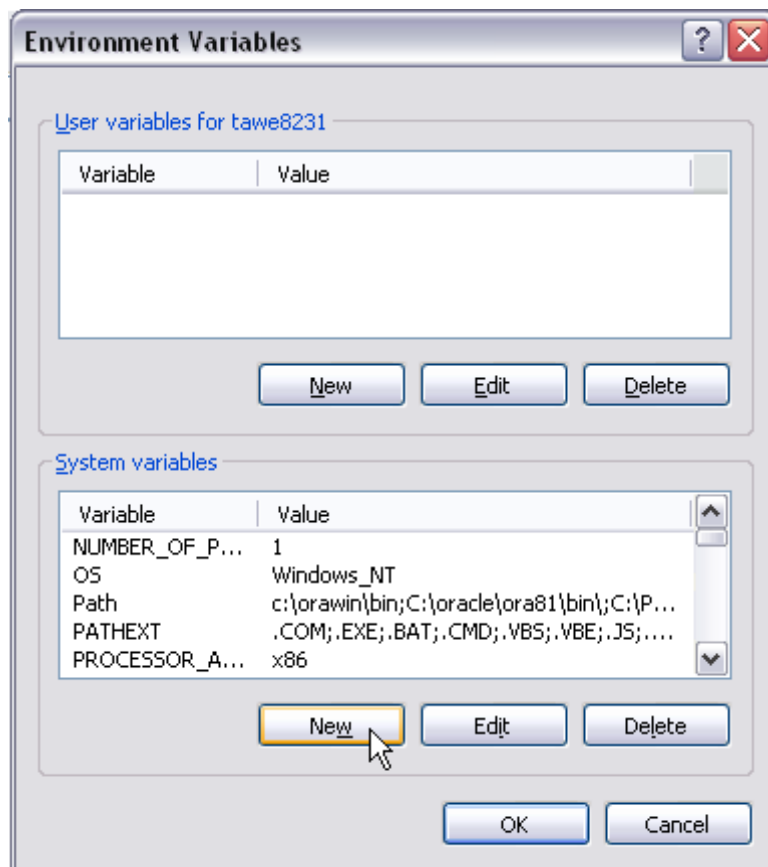 Environment Variables
User variables for tawe8231
Variable Value
New Edit Delete
System variables
Variable Value
NUMBER_OF_P... 1
OS Windows_NT
Path c:\orawin\bin;C:\oracle\ora81\bin\;C:\P...
PATHEXT .COM;.EXE;.BAT;.CMD;.VBS;.VBE;.JS;....
PROCESSOR_A... x86
New Edit Delete
OK Cancel